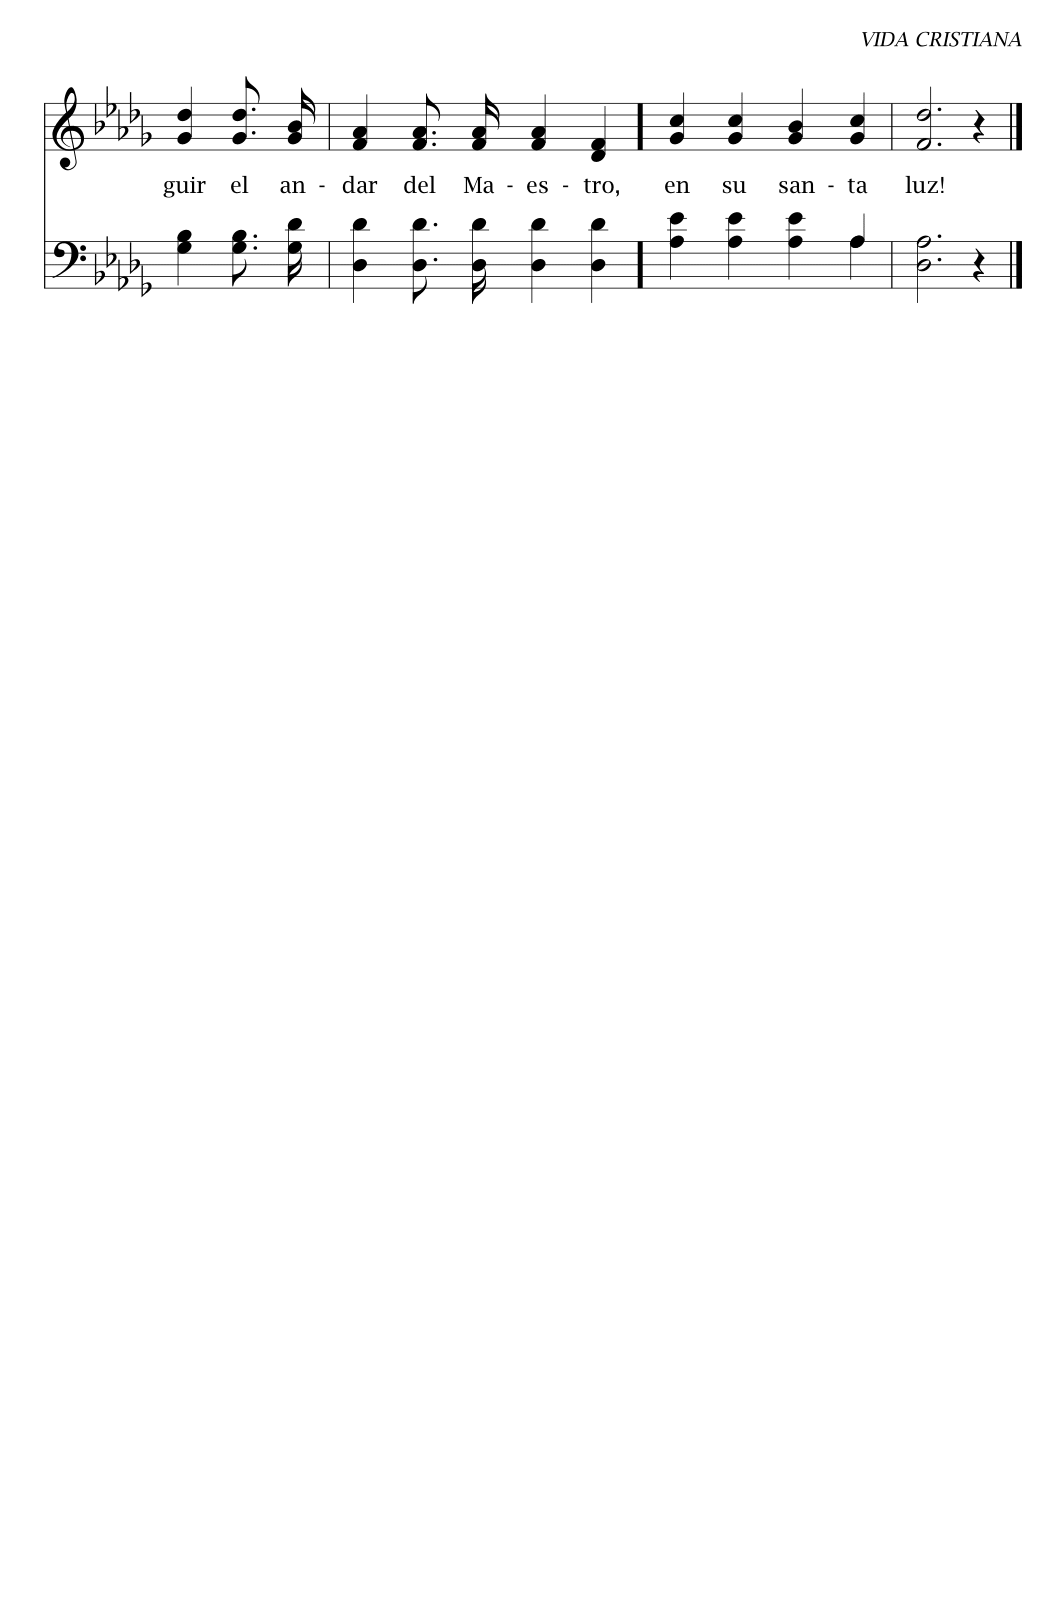 VIDA CRISTIANA
guir el an - dar del Ma - es - tro, en su san - ta luz!